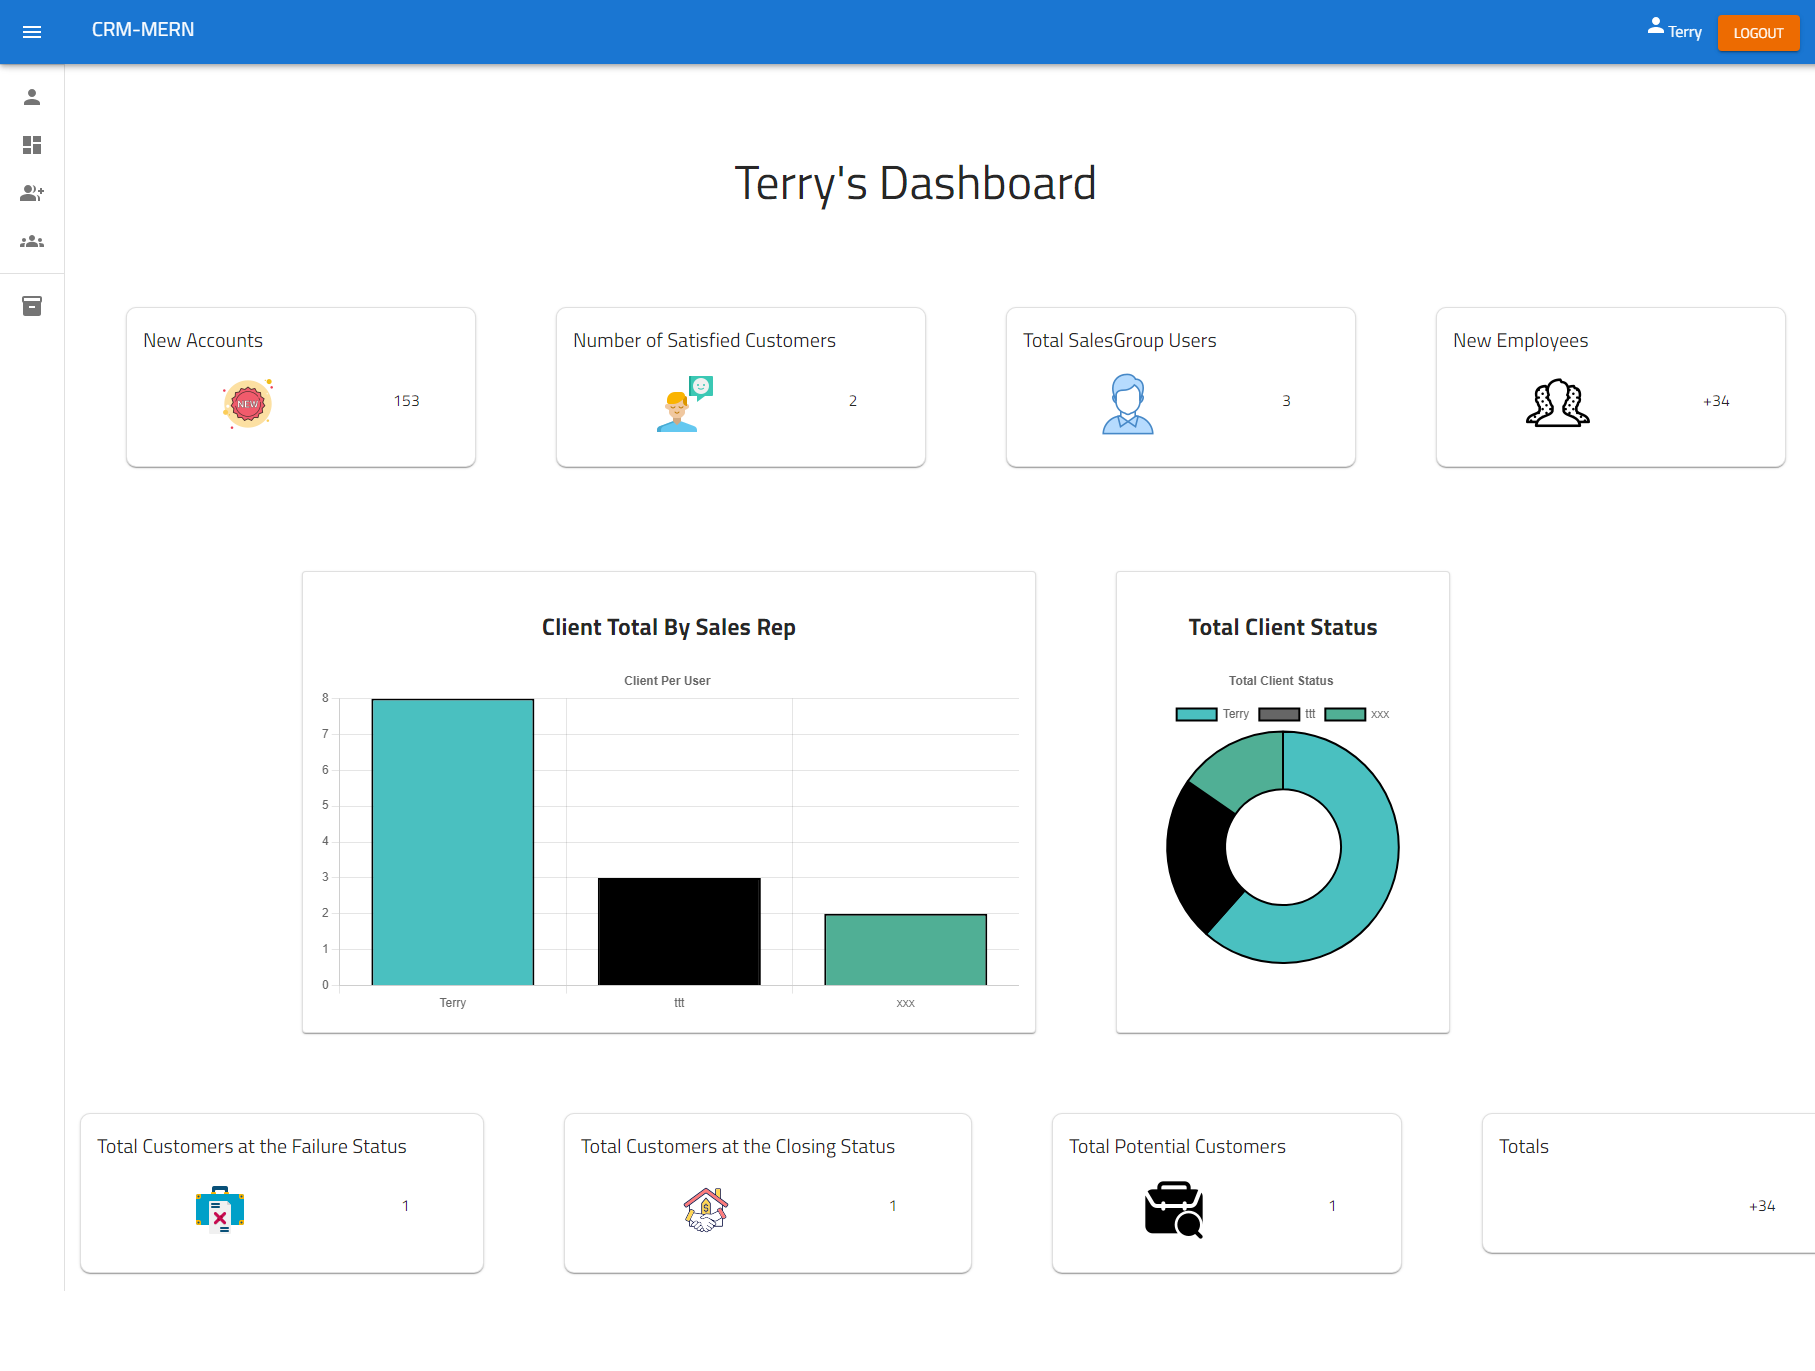 CRM-MERN
Terry
LOGOUT
Terry's Dashboard
New Accounts
NEW
153
Number of Satisfied Customers
2
Total SalesGroup Users
3
New Employees
+34
Client Total By Sales Rep
Client Per User
8
7
6
5
4
3
2
1
0
Terry
ttt
xxx
Total Client Status
Total Client Status
Terry ttt xxx
Total Customers at the Failure Status
1
Total Customers at the Closing Status
$
1
Total Potential Customers
1
Totals
+34